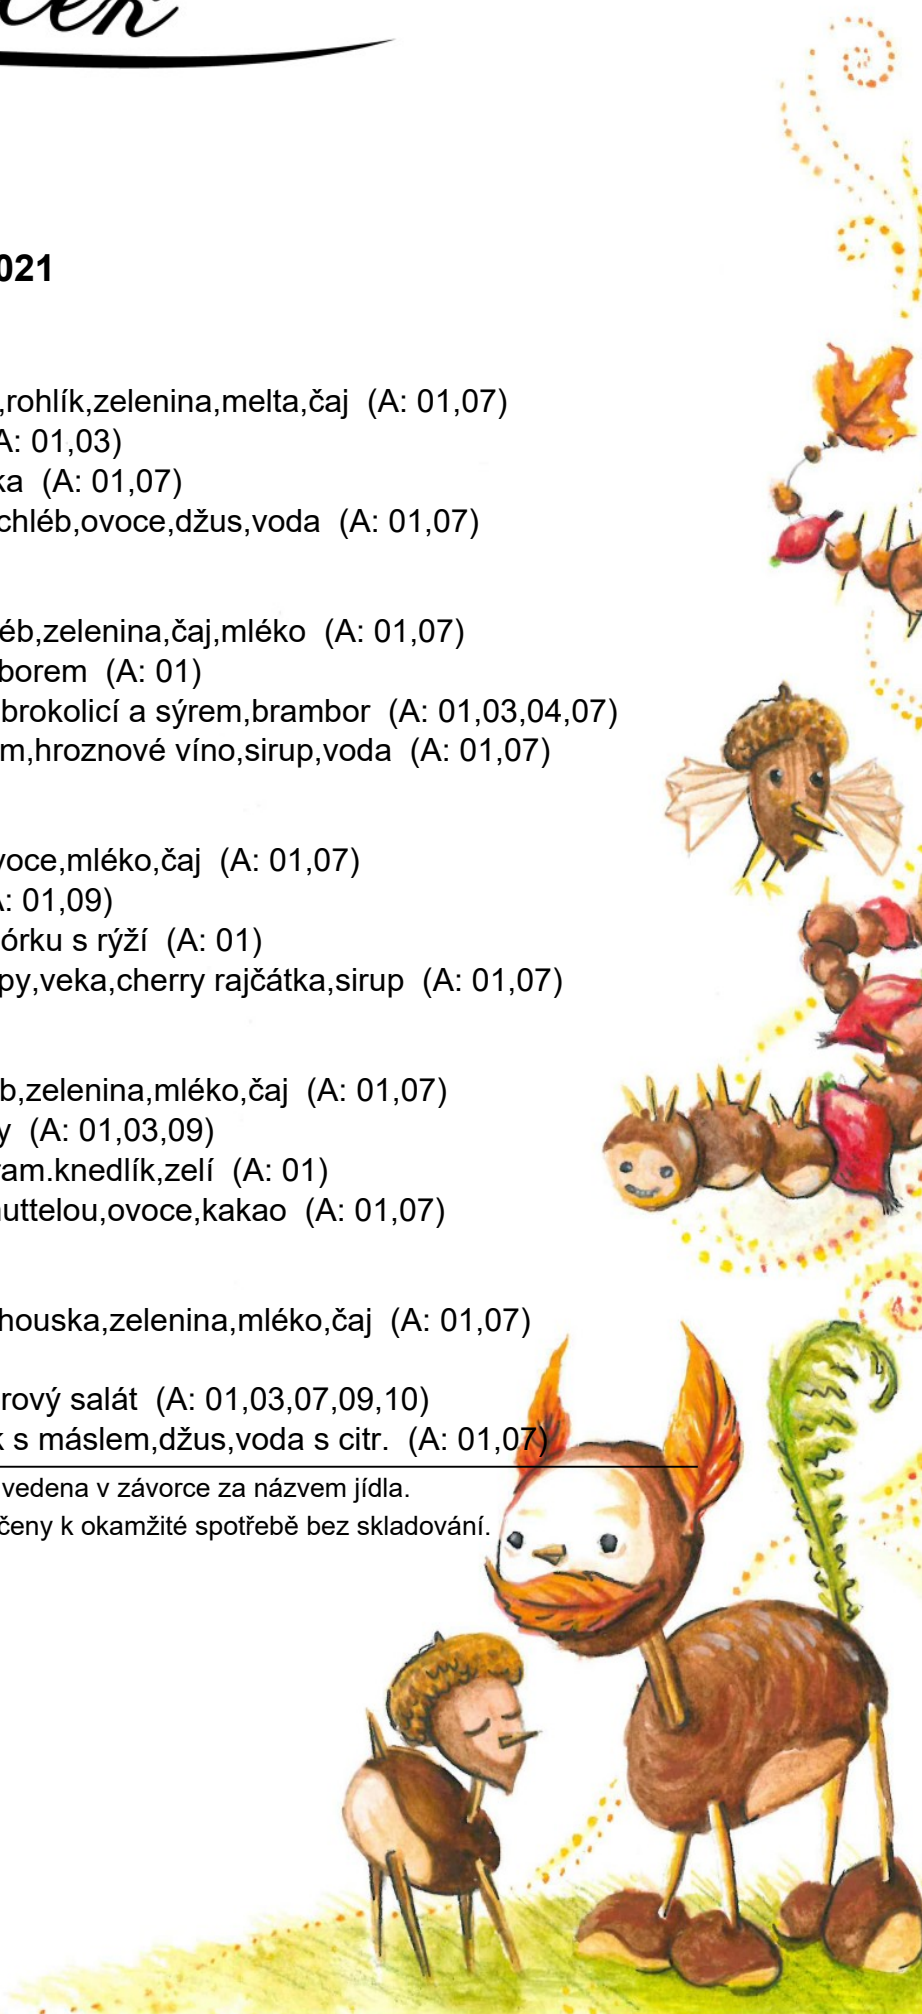 021
,rohlík,zelenina,melta,čaj (A: 01,07)
A: 01,03)
ka (A: 01,07)
chléb,ovoce,džus,voda (A: 01,07)
éb,zelenina,čaj,mléko (A: 01,07)
borem (A: 01)
brokolicí a sýrem,brambor (A: 01,03,04,07)
m,hroznové víno,sirup,voda (A: 01,07)
voce,mléko,čaj (A: 01,07)
A: 01,09)
órku s rýží (A: 01)
py,veka,cherry rajčátka,sirup (A: 01,07)
b,zelenina,mléko,čaj (A: 01,07)
y (A: 01,03,09)
ram.knedlík,zelí (A: 01)
nuttelou,ovoce,kakao (A: 01,07)
houska,zelenina,mléko,čaj (A: 01,07)
rový salát (A: 01,03,07,09,10)
k s máslem,džus,voda s citr. (A: 01,07)
vedena v závorce za názvem jídla.
čeny k okamžité spotřebě bez skladování.